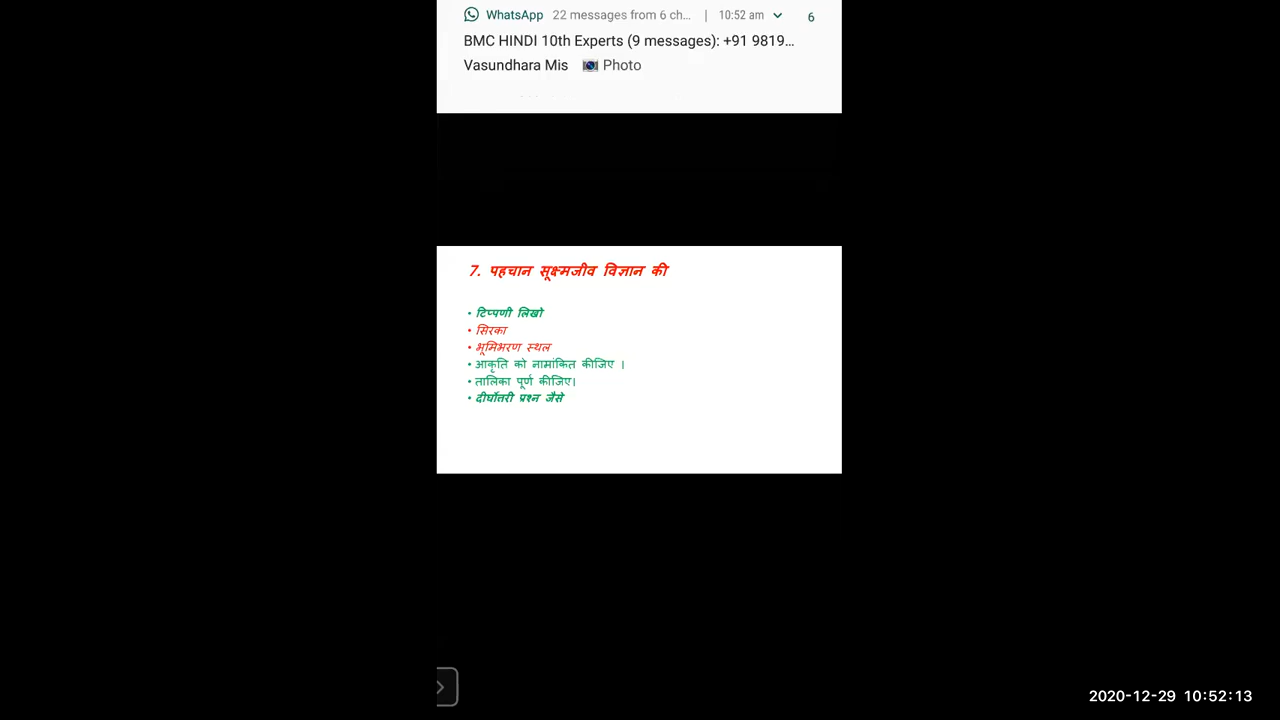 WhatsApp 22 messages from 6 ch... | 10:52 am 6
BMC HINDI 10th Experts (9 messages): +91 9819...
Vasundhara Mis 📷 Photo
7. पहचान सूक्ष्मजीव विज्ञान की
• टिप्पणी लिखो
• सिरका
• भूमिभरण स्थल
• आकृति को नामांकित कीजिए ।
• तालिका पूर्ण कीजिए।
• दीर्घोत्तरी प्रश्न जैसे
2020-12-29 10:52:13